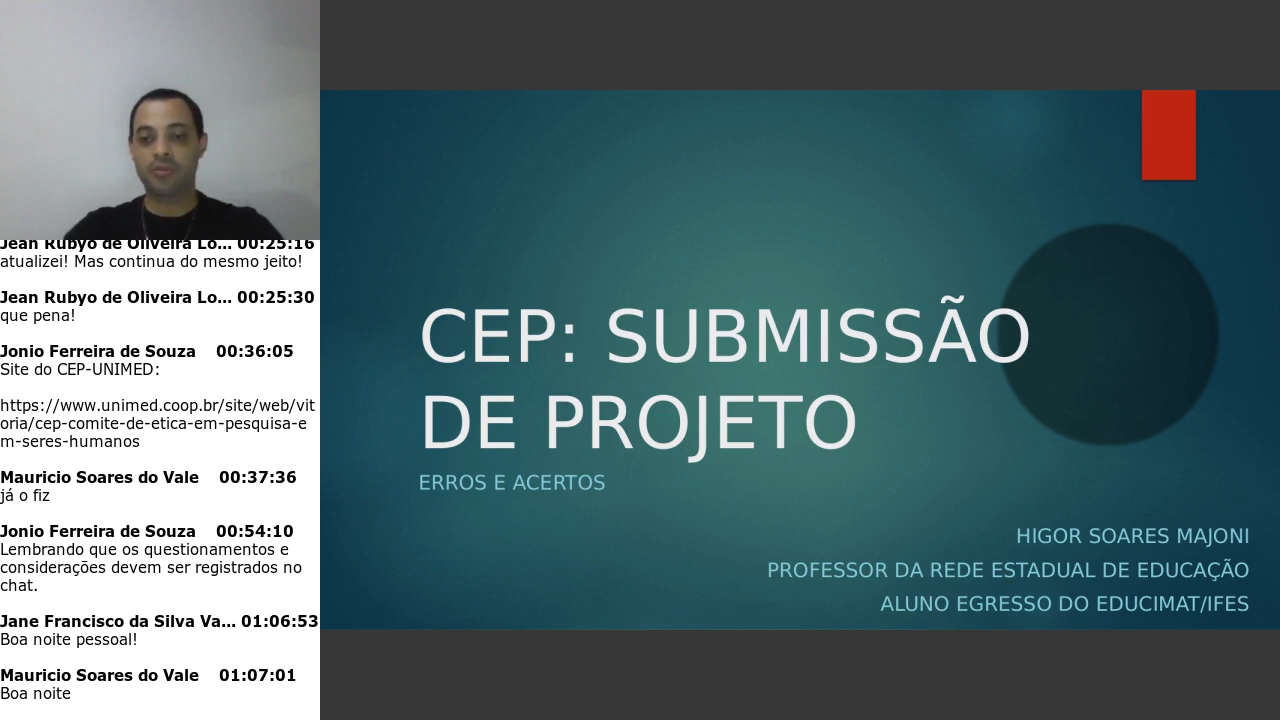 Jean Rubyo de Oliveira Lo... 00:25:16
atualizei! Mas continua do mesmo jeito!
Jean Rubyo de Oliveira Lo... 00:25:30
que pena!
Jonio Ferreira de Souza 00:36:05
Site do CEP-UNIMED:
https://www.unimed.coop.br/site/web/vit
oria/cep-comite-de-etica-em-pesquisa-e
m-seres-humanos
Mauricio Soares do Vale 00:37:36
já o fiz
Jonio Ferreira de Souza 00:54:10
Lembrando que os questionamentos e
considerações devem ser registrados no
chat.
Jane Francisco da Silva Va... 01:06:53
Boa noite pessoal!
Mauricio Soares do Vale 01:07:01
Boa noite
CEP: SUBMISSÃO
DE PROJETO
ERROS E ACERTOS
HIGOR SOARES MAJONI
PROFESSOR DA REDE ESTADUAL DE EDUCAÇÃO
ALUNO EGRESSO DO EDUCIMAT/IFES